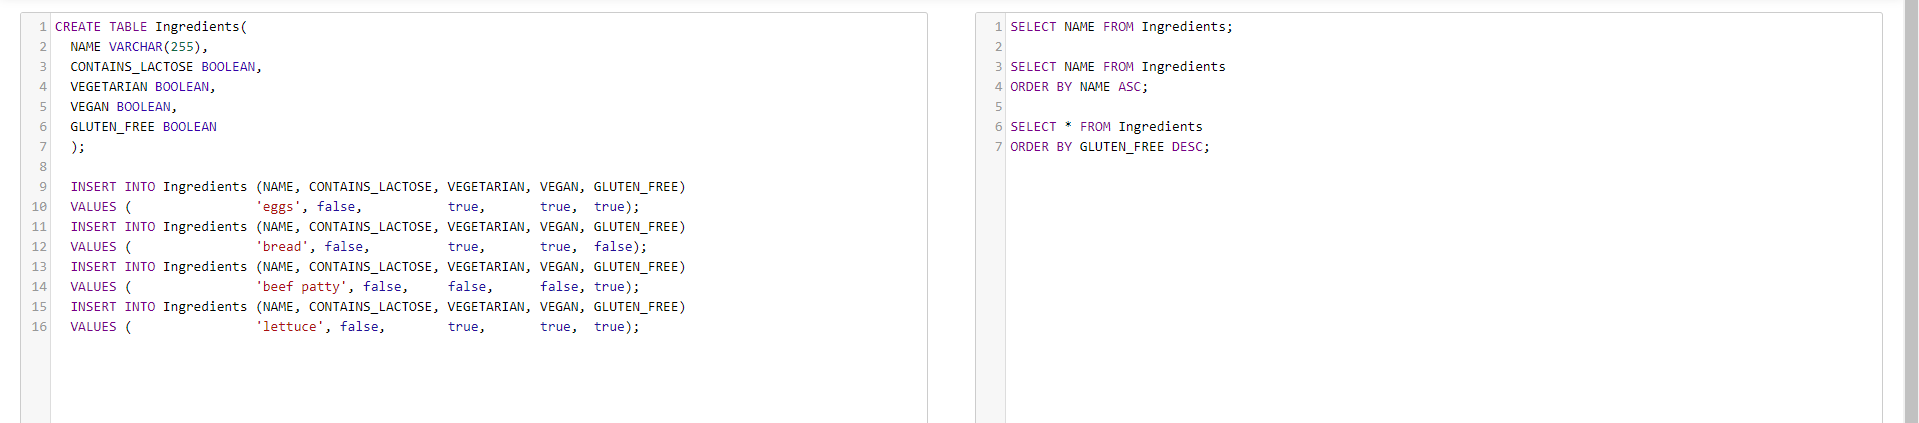 1 CREATE TABLE Ingredients(
2 NAME VARCHAR(255),
3 CONTAINS_LACTOSE BOOLEAN,
4 VEGETARIAN BOOLEAN,
5 VEGAN BOOLEAN,
6 GLUTEN_FREE BOOLEAN
7 );
8
9 INSERT INTO Ingredients (NAME, CONTAINS_LACTOSE, VEGETARIAN, VEGAN, GLUTEN_FREE)
10 VALUES ( 'eggs', false, true, true, true);
11 INSERT INTO Ingredients (NAME, CONTAINS_LACTOSE, VEGETARIAN, VEGAN, GLUTEN_FREE)
12 VALUES ( 'bread', false, true, true, false);
13 INSERT INTO Ingredients (NAME, CONTAINS_LACTOSE, VEGETARIAN, VEGAN, GLUTEN_FREE)
14 VALUES ( 'beef patty', false, false, false, true);
15 INSERT INTO Ingredients (NAME, CONTAINS_LACTOSE, VEGETARIAN, VEGAN, GLUTEN_FREE)
16 VALUES ( 'lettuce', false, true, true, true);
1 SELECT NAME FROM Ingredients;
2
3 SELECT NAME FROM Ingredients
4 ORDER BY NAME ASC;
5
6 SELECT * FROM Ingredients
7 ORDER BY GLUTEN_FREE DESC;